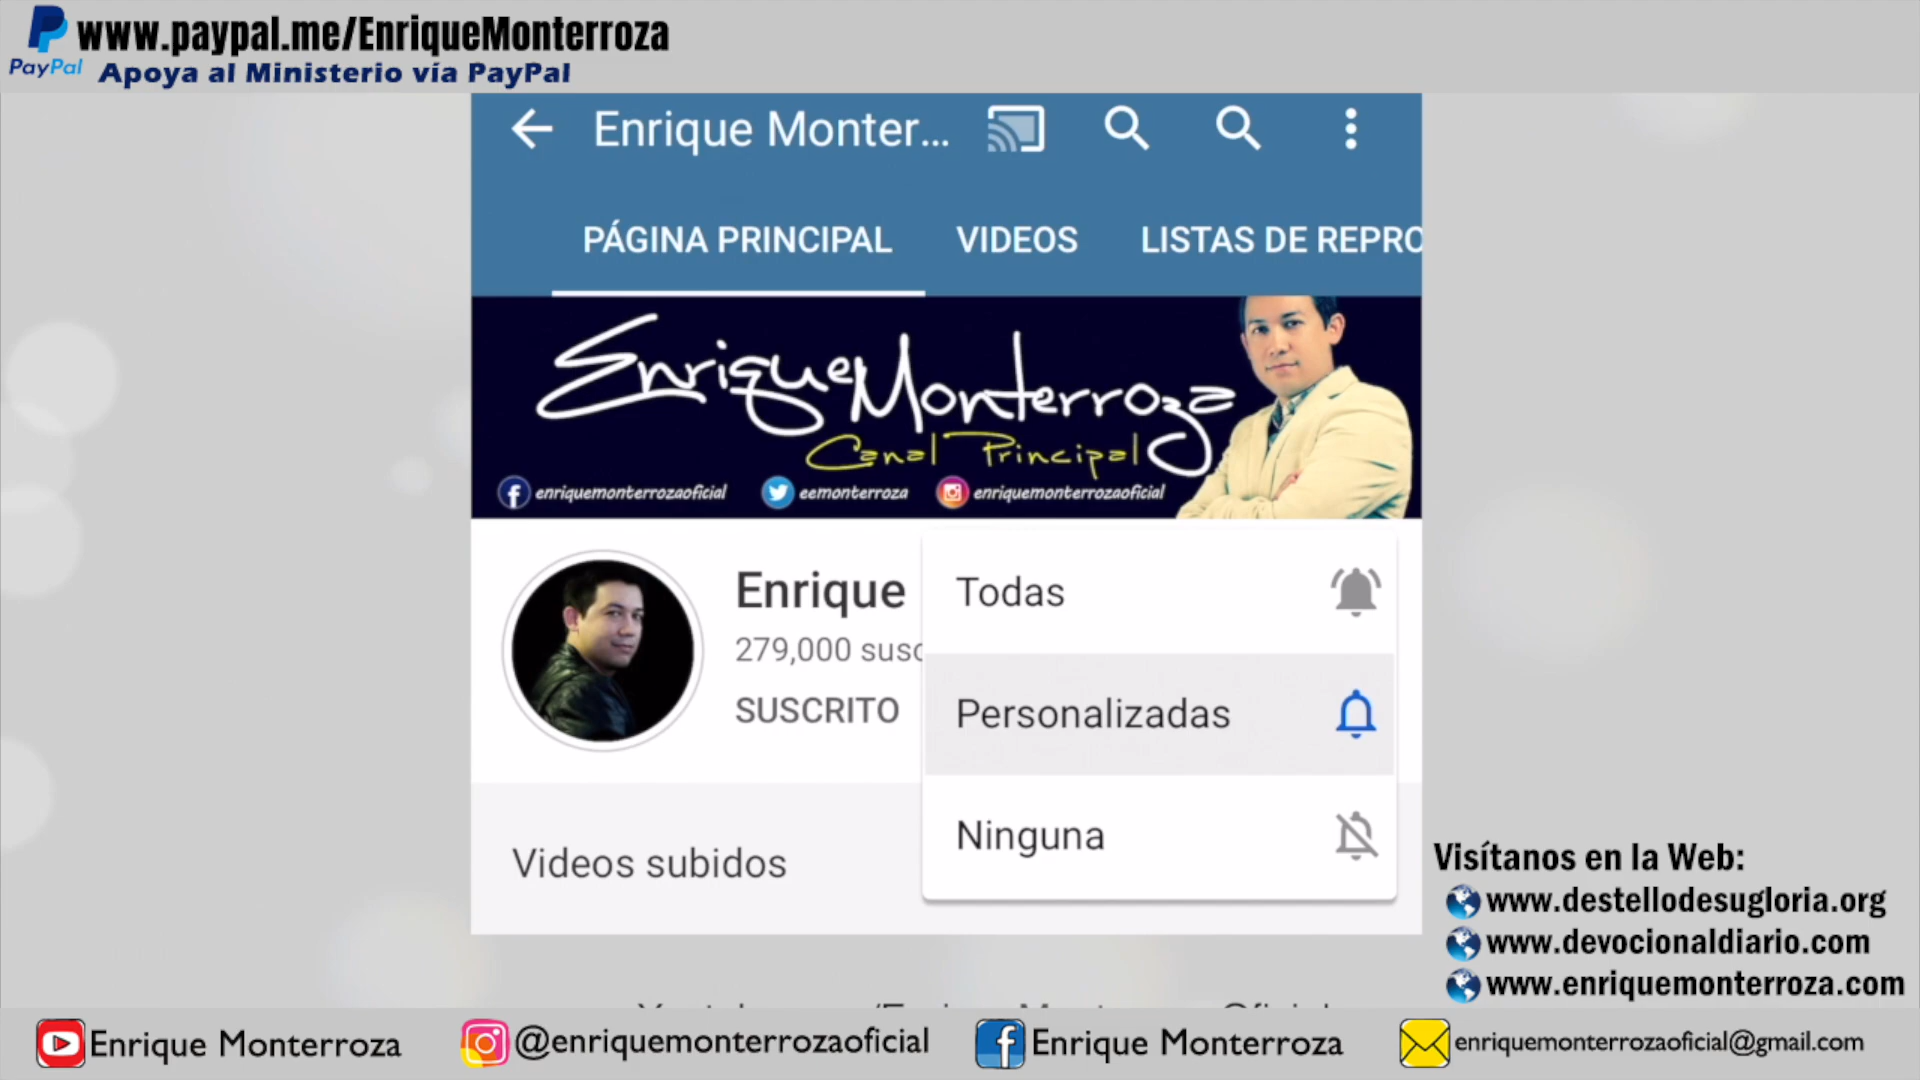 www.paypal.me/EnriqueMonterroza
PayPal
Apoya al Ministerio vía PayPal
Enrique Monter...
PÁGINA PRINCIPAL VIDEOS LISTAS DE REPRO
Enrique Monterroza
Canal Principal
enriquemonterrozaoficial eemonterroza enriquemonterrozaoficial
Enrique
279,000 susc
SUSCRITO
Todas
Personalizadas
Ninguna
Videos subidos
Visítanos en la Web:
www.destellodesugloria.org
www.devocionaldiario.com
www.enriquemonterroza.com
Enrique Monterroza @enriquemonterrozaoficial Enrique Monterroza enriquemonterrozaoficial@gmail.com